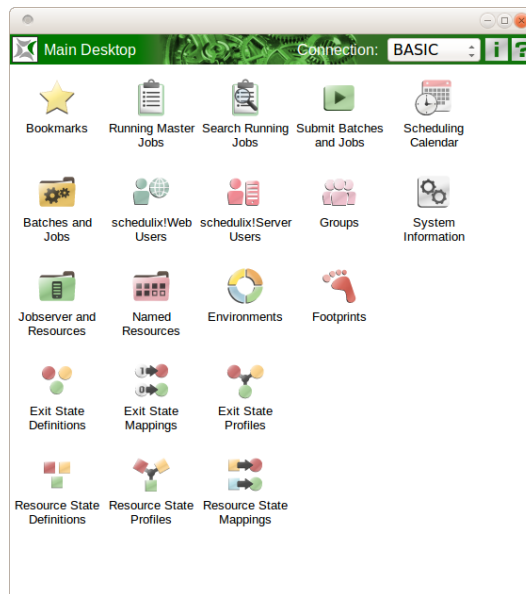 Main Desktop Connection: BASIC i ?
Bookmarks
Running Master
Jobs
Search Running
Jobs
Submit Batches
and Jobs
Scheduling
Calendar
Batches and
Jobs
schedulix!Web
Users
schedulix!Server
Users
Groups
System
Information
Jobserver and
Resources
Named
Resources
Environments
Footprints
1
0
Exit State
Definitions
Exit State
Mappings
Exit State
Profiles
Resource State
Definitions
Resource State
Profiles
Resource State
Mappings